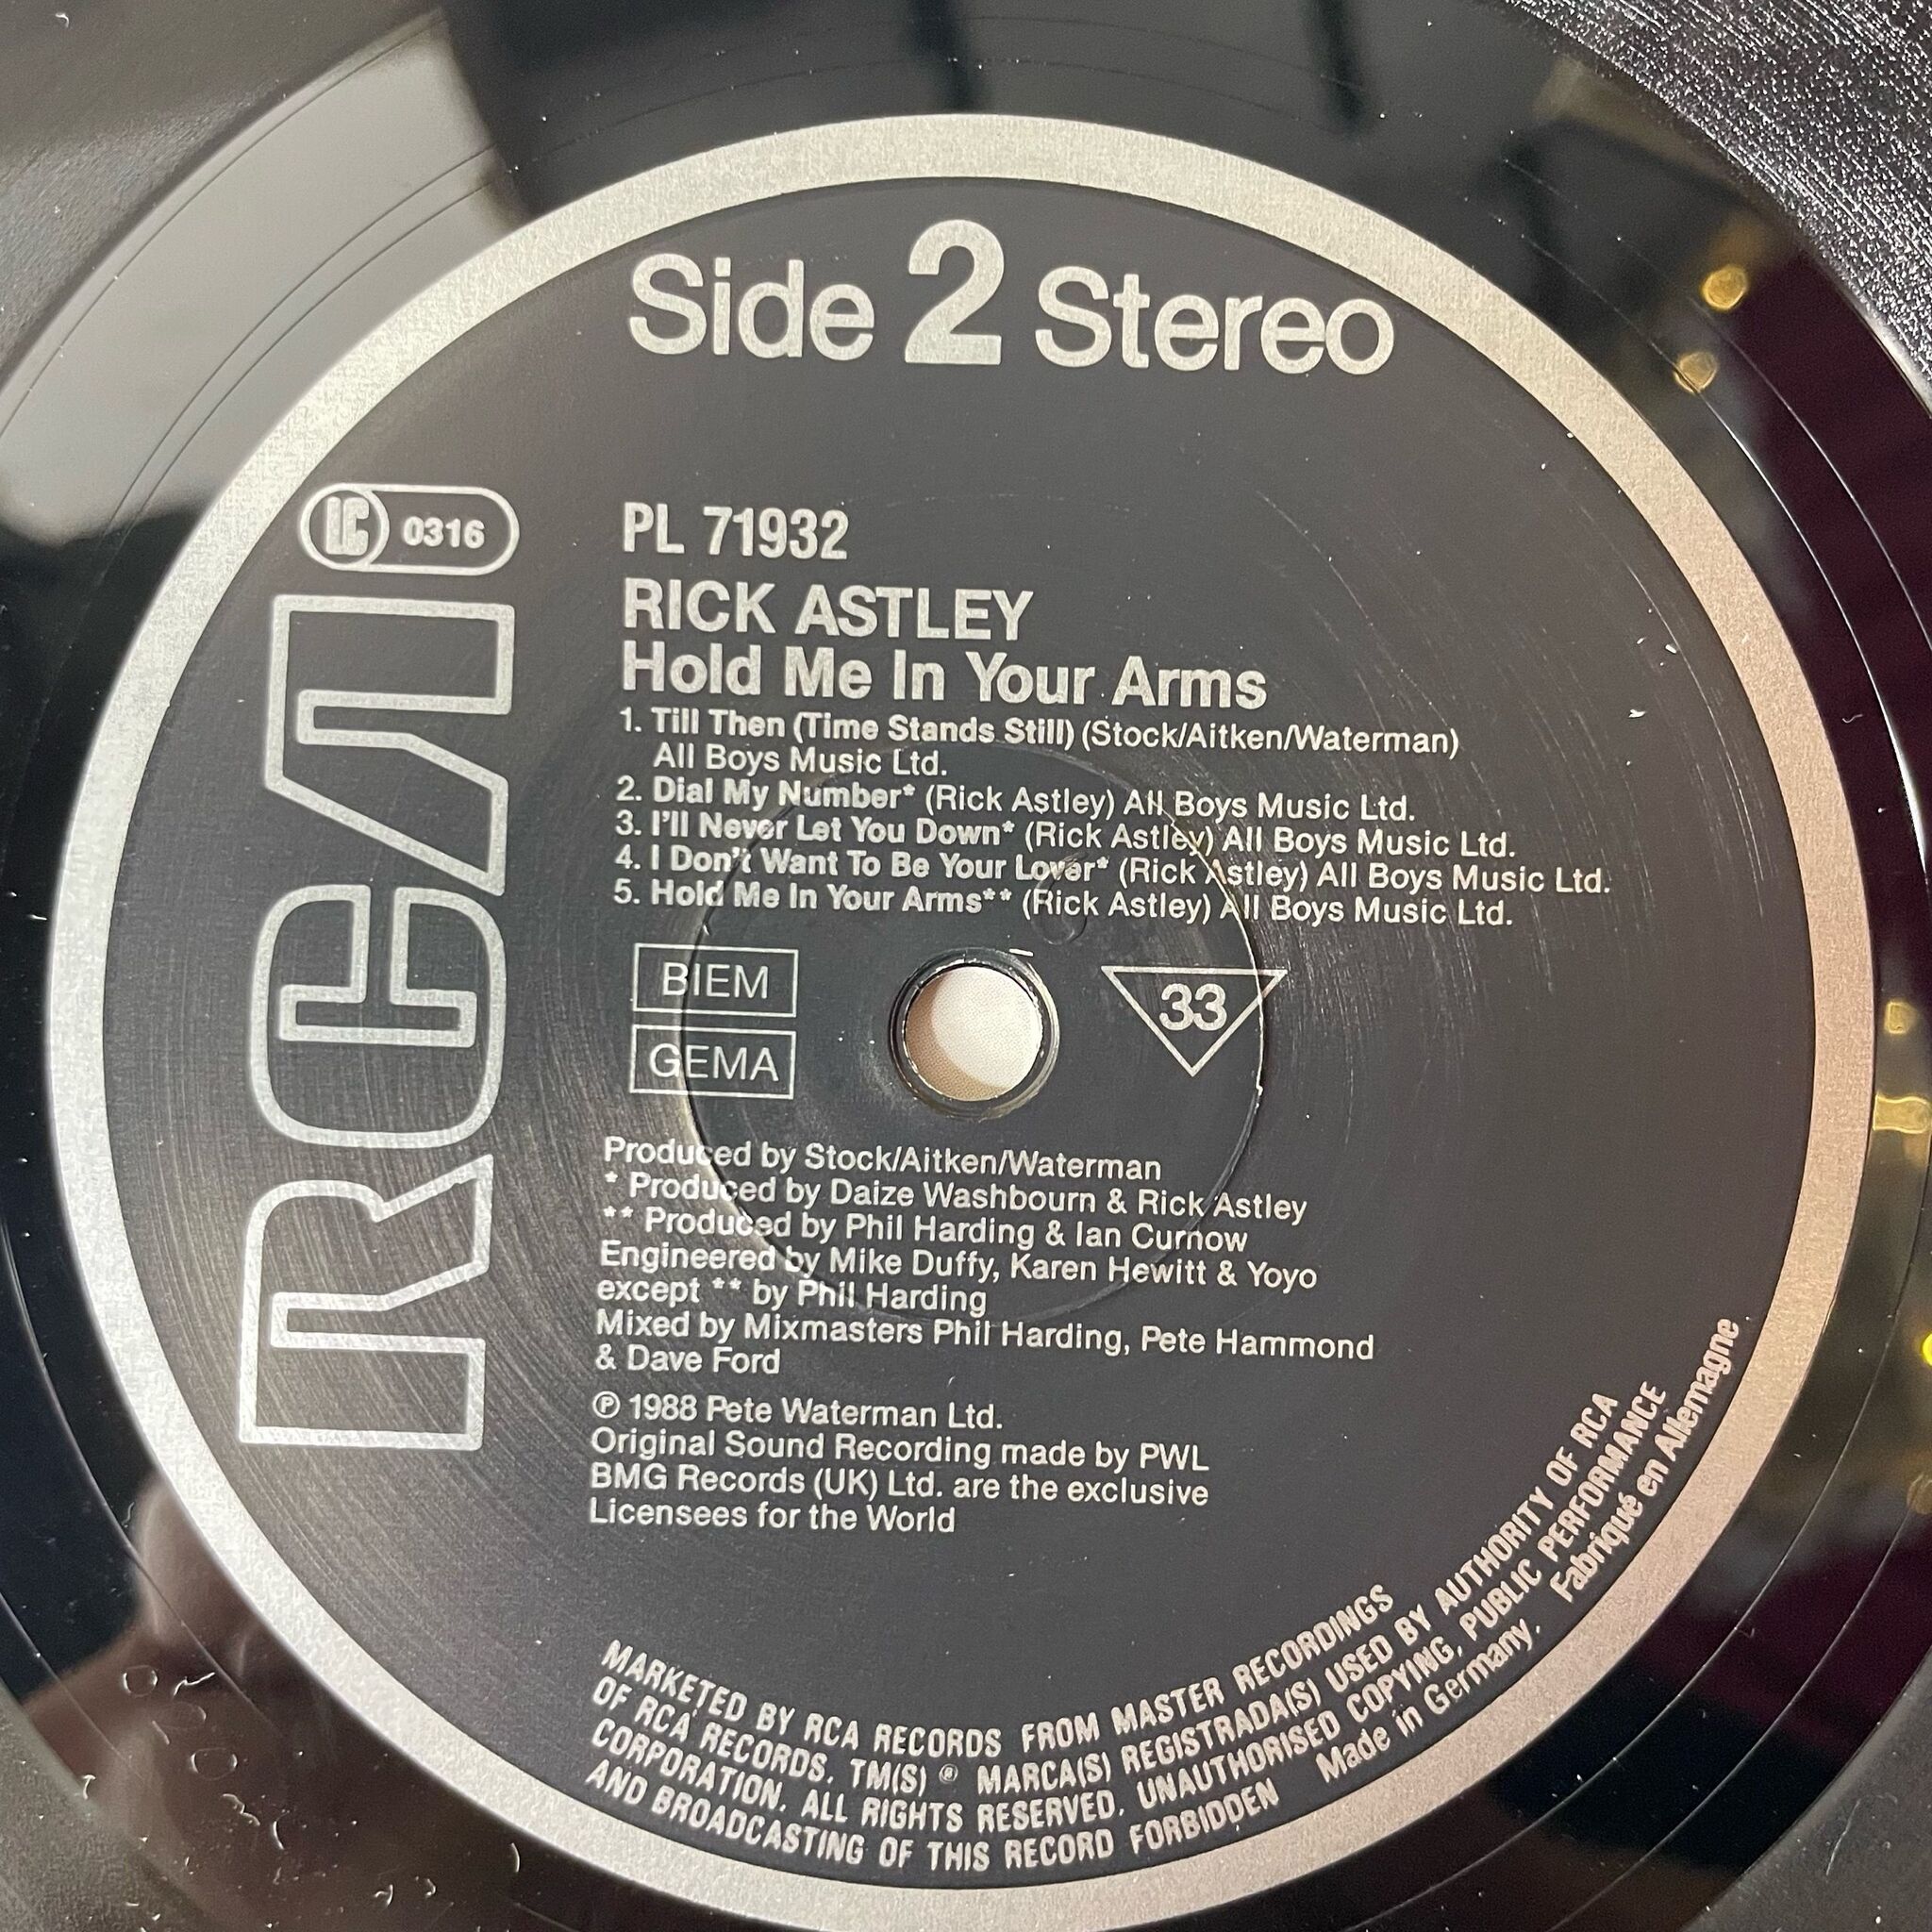 Side 2 Stereo
LC 0316
RCA
PL 71932
RICK ASTLEY
Hold Me In Your Arms
1. Till Then (Time Stands Still) (Stock/Aitken/Waterman)
All Boys Music Ltd.
2. Dial My Number* (Rick Astley) All Boys Music Ltd.
3. I'll Never Let You Down* (Rick Astley) All Boys Music Ltd.
4. I Don't Want To Be Your Lover* (Rick Astley) All Boys Music Ltd.
5. Hold Me In Your Arms** (Rick Astley) All Boys Music Ltd.
BIEM
GEMA
33
Produced by Stock/Aitken/Waterman
* Produced by Daize Washbourn & Rick Astley
** Produced by Phil Harding & Ian Curnow
Engineered by Mike Duffy, Karen Hewitt & Yoyo
except ** by Phil Harding
Mixed by Mixmasters Phil Harding, Pete Hammond
& Dave Ford
℗ 1988 Pete Waterman Ltd.
Original Sound Recording made by PWL
BMG Records (UK) Ltd. are the exclusive
Licensees for the World
MARKETED BY RCA RECORDS FROM MASTER RECORDINGS
OF RCA RECORDS. TM(S) ® MARCA(S) REGISTRADA(S) USED BY AUTHORITY OF RCA
CORPORATION. ALL RIGHTS RESERVED. UNAUTHORISED COPYING, PUBLIC PERFORMANCE
AND BROADCASTING OF THIS RECORD FORBIDDEN Made in Germany. Fabriqué en Allemagne